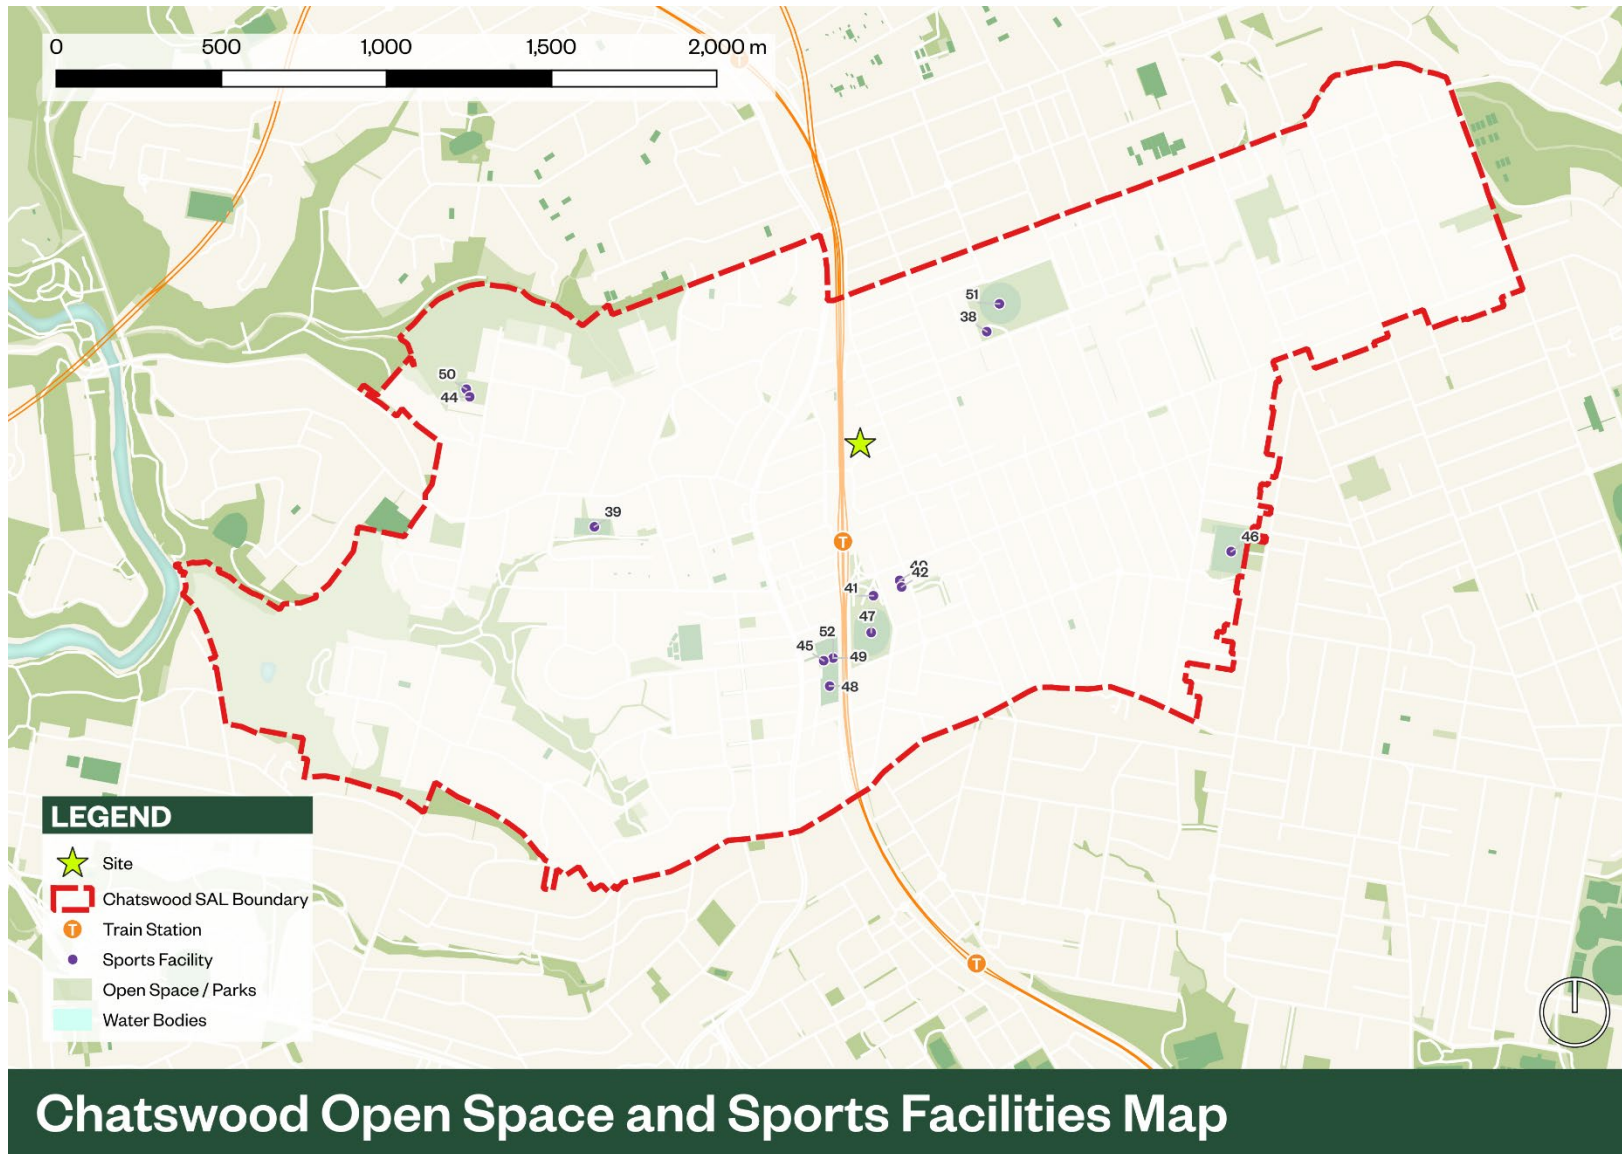 0 500 1,000 1,500 2,000 m
T
51
38
50
44
39
T
46
40
42
41
47
52
45
49
48
LEGEND
Site
Chatswood SAL Boundary
T Train Station
Sports Facility
Open Space / Parks
Water Bodies
T
Chatswood Open Space and Sports Facilities Map